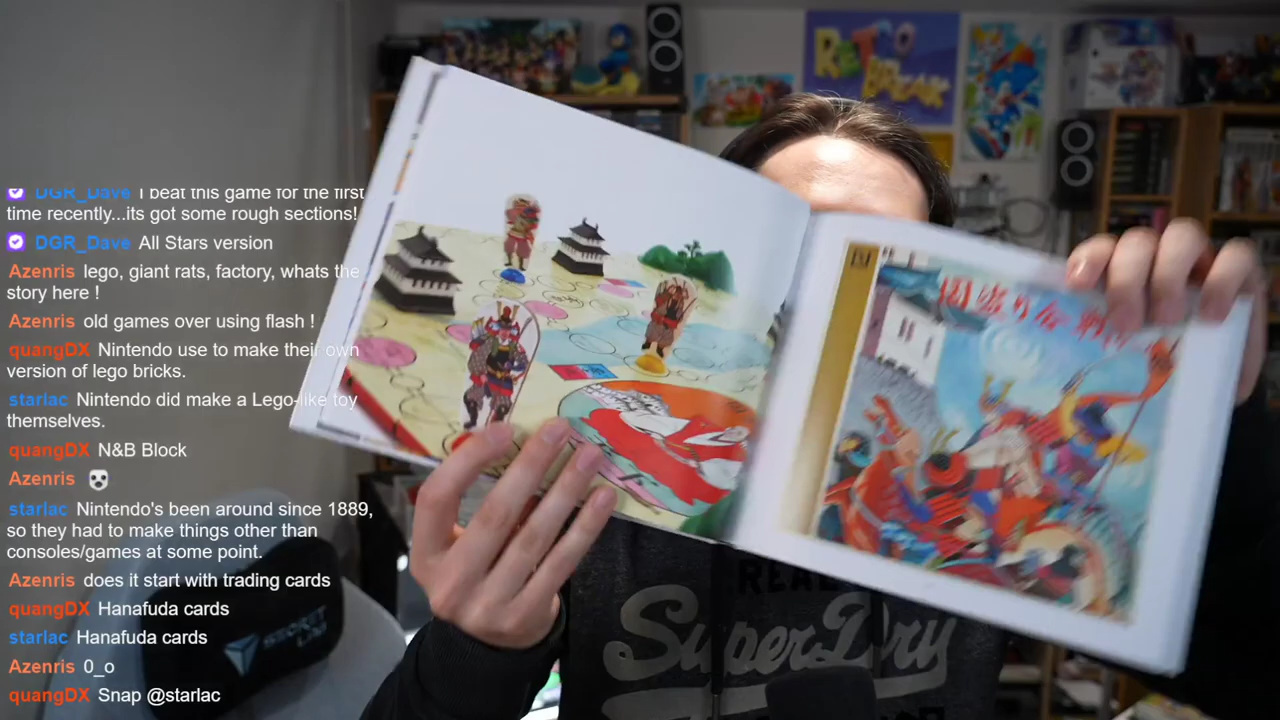 DGR_Dave I beat this game for the first
time recently...its got some rough sections!
DGR_Dave All Stars version
Azenris lego, giant rats, factory, whats the
story here !
Azenris old games over using flash !
quangDX Nintendo use to make their own
version of lego bricks.
starlac Nintendo did make a Lego-like toy
themselves.
quangDX N&B Block
Azenris
starlac Nintendo's been around since 1889,
so they had to make things other than
consoles/games at some point.
Azenris does it start with trading cards
quangDX Hanafuda cards
starlac Hanafuda cards
Azenris 0_o
quangDX Snap @starlac
RETRO
BREAK
SECRET
REAL
SuperDry